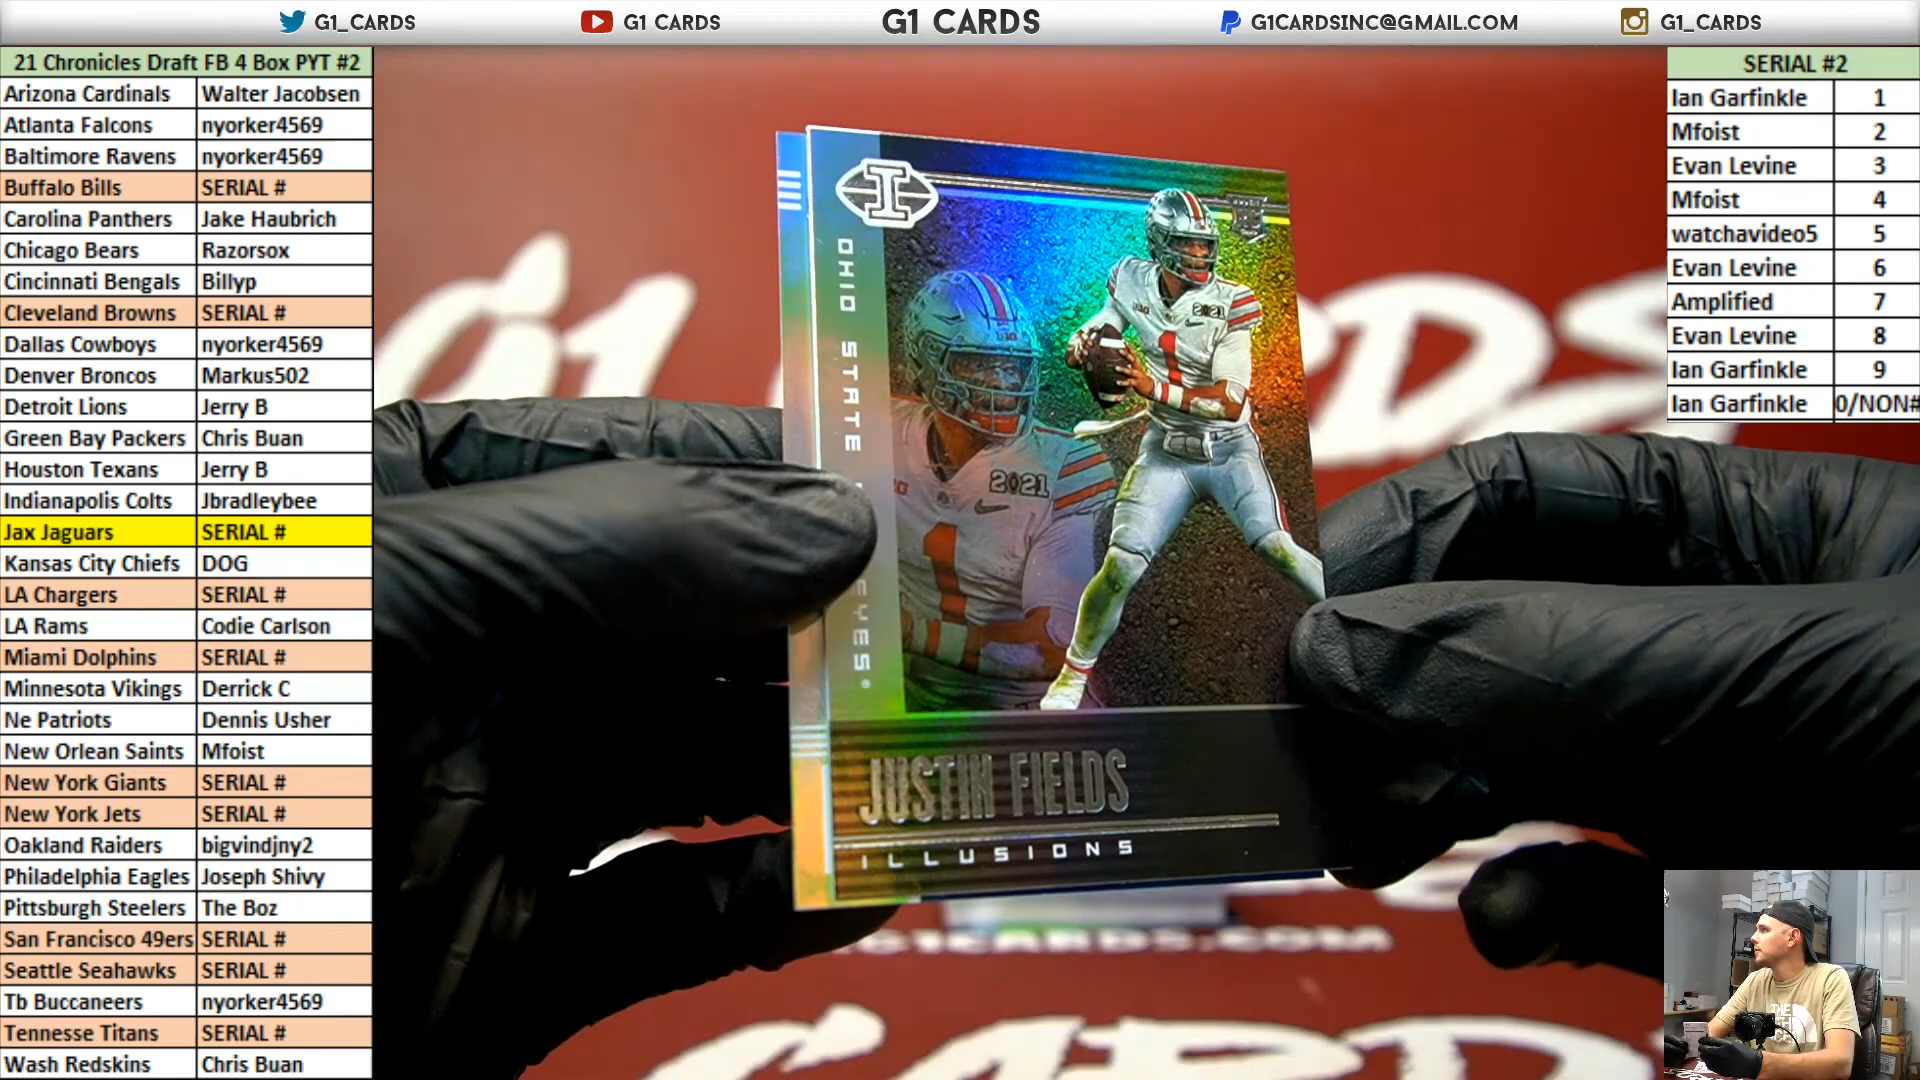 G1_CARDS G1 CARDS G1 CARDS G1CARDSINC@GMAIL.COM G1_CARDS
21 Chronicles Draft FB 4 Box PYT #2
Arizona Cardinals Walter Jacobsen
Atlanta Falcons nyorker4569
Baltimore Ravens nyorker4569
Buffalo Bills SERIAL #
Carolina Panthers Jake Haubrich
Chicago Bears Razorsox
Cincinnati Bengals Billyp
Cleveland Browns SERIAL #
Dallas Cowboys nyorker4569
Denver Broncos Markus502
Detroit Lions Jerry B
Green Bay Packers Chris Buan
Houston Texans Jerry B
Indianapolis Colts Jbradleybee
Jax Jaguars SERIAL #
Kansas City Chiefs DOG
LA Chargers SERIAL #
LA Rams Codie Carlson
Miami Dolphins SERIAL #
Minnesota Vikings Derrick C
Ne Patriots Dennis Usher
New Orlean Saints Mfoist
New York Giants SERIAL #
New York Jets SERIAL #
Oakland Raiders bigvindjny2
Philadelphia Eagles Joseph Shivy
Pittsburgh Steelers The Boz
San Francisco 49ers SERIAL #
Seattle Seahawks SERIAL #
Tb Buccaneers nyorker4569
Tennesse Titans SERIAL #
Wash Redskins Chris Buan
SERIAL #2
Ian Garfinkle 1
Mfoist 2
Evan Levine 3
Mfoist 4
watchavideo5 5
Evan Levine 6
Amplified 7
Evan Levine 8
Ian Garfinkle 9
Ian Garfinkle 0/NON#
I
OHIO STATE
2021
1
2021
1
JUSTIN FIELDS
ILLUSIONS
G1
G1CARDS.COM
THE